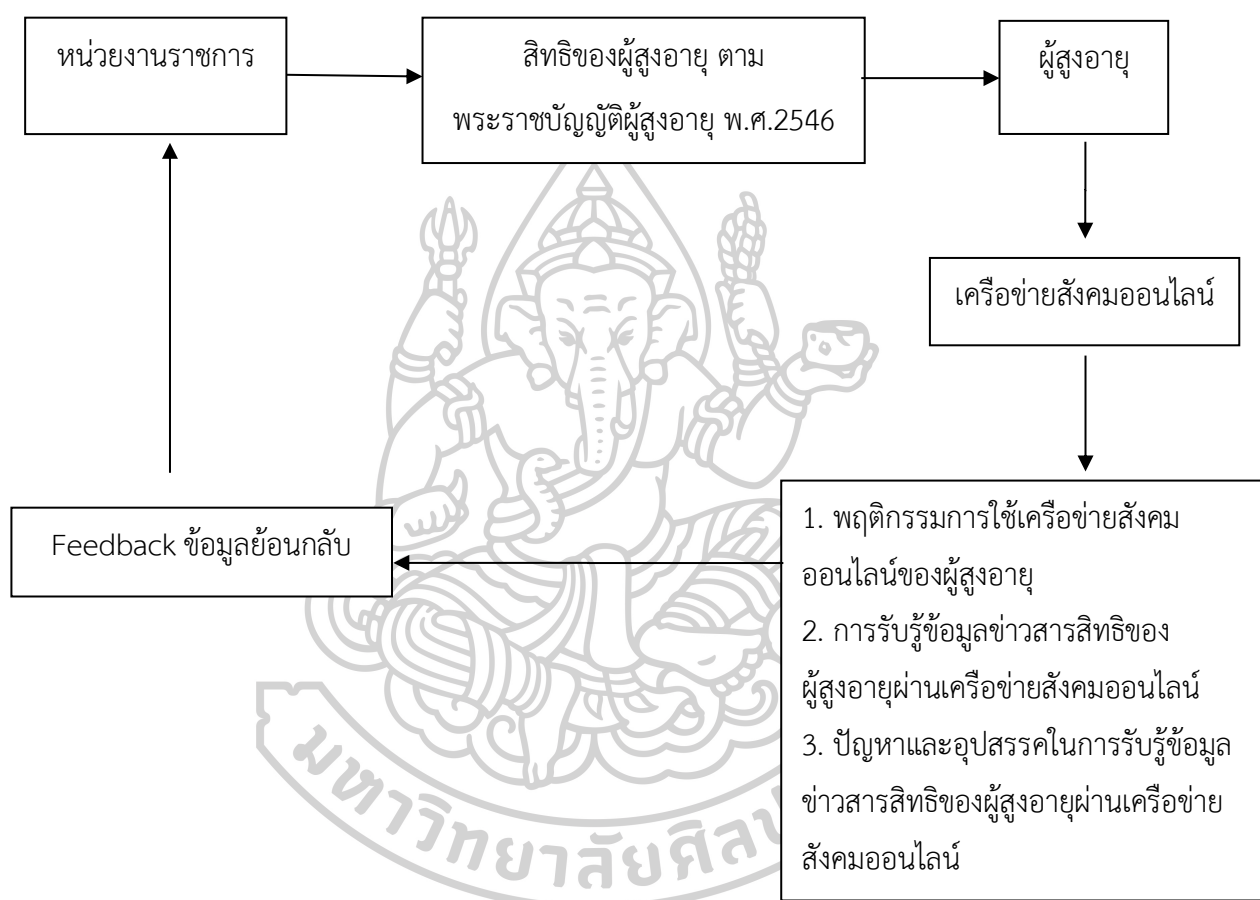 หน่วยงานราชการ
สิทธิของผู้สูงอายุ ตาม
พระราชบัญญัติผู้สูงอายุ พ.ศ.2546
ผู้สูงอายุ
เครือข่ายสังคมออนไลน์
1. พฤติกรรมการใช้เครือข่ายสังคม
ออนไลน์ของผู้สูงอายุ
2. การรับรู้ข้อมูลข่าวสารสิทธิของ
ผู้สูงอายุผ่านเครือข่ายสังคมออนไลน์
3. ปัญหาและอุปสรรคในการรับรู้ข้อมูล
ข่าวสารสิทธิของผู้สูงอายุผ่านเครือข่าย
สังคมออนไลน์
Feedback ข้อมูลย้อนกลับ
มหาวิทยาลัยศิลป